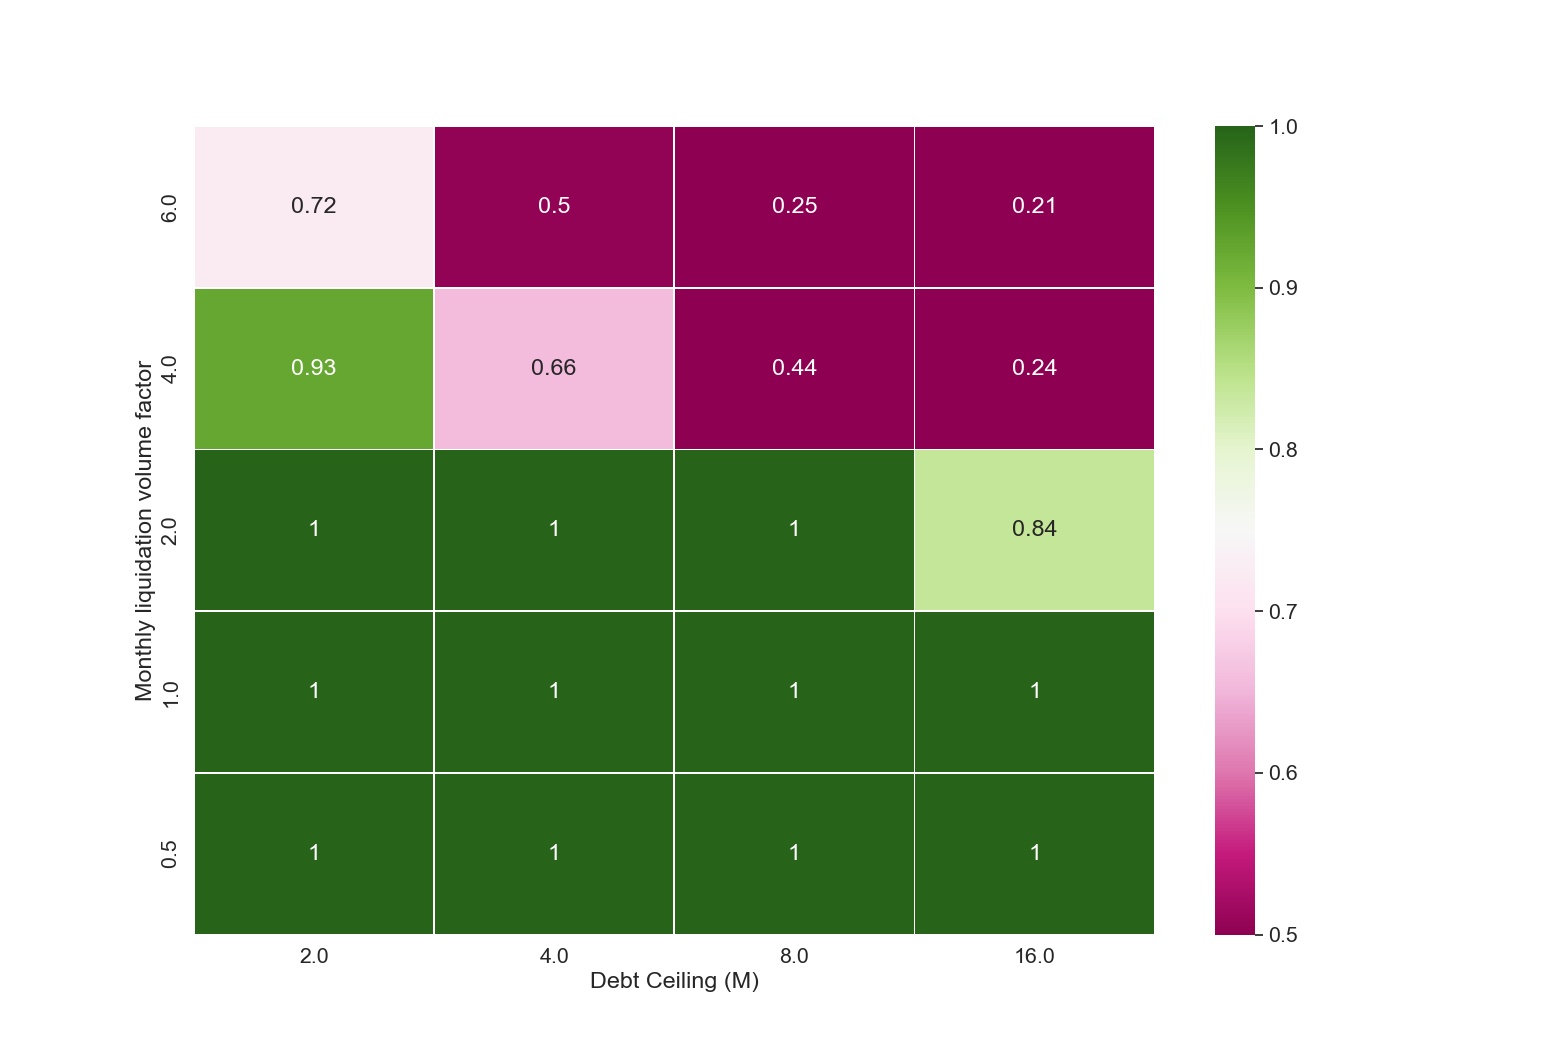 Monthly liquidation volume factor
6.0 0.72 0.5 0.25 0.21
4.0 0.93 0.66 0.44 0.24
2.0 1 1 1 0.84
1.0 1 1 1 1
0.5 1 1 1 1
2.0 4.0 8.0 16.0
Debt Ceiling (M)
1.0
0.9
0.8
0.7
0.6
0.5